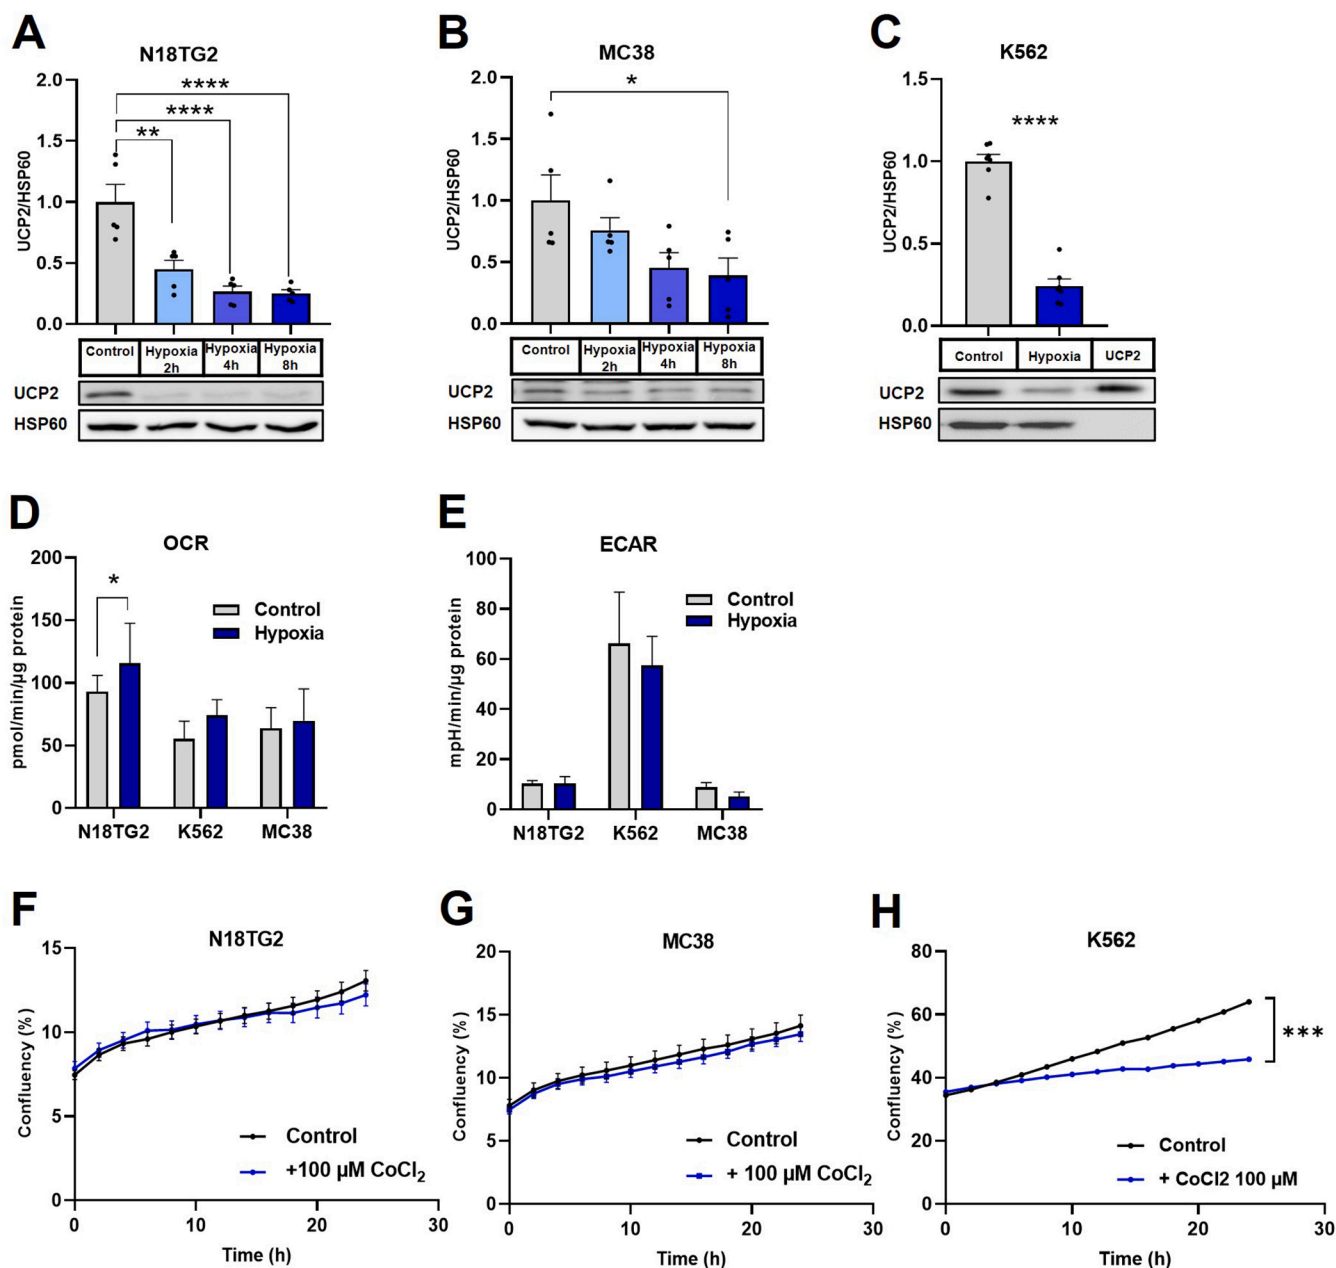 A
N18TG2
UCP2/HSP60
2.0
1.5
1.0
0.5
0.0
****
****
**
Control
Hypoxia 2h
Hypoxia 4h
Hypoxia 8h
UCP2
HSP60
B
MC38
UCP2/HSP60
2.0
1.5
1.0
0.5
0.0
*
Control
Hypoxia 2h
Hypoxia 4h
Hypoxia 8h
UCP2
HSP60
C
K562
UCP2/HSP60
1.5
1.0
0.5
0.0
****
Control
Hypoxia
UCP2
UCP2
HSP60
D
OCR
pmol/min/µg protein
200
150
100
50
0
*
Control
Hypoxia
N18TG2
K562
MC38
E
ECAR
mpH/min/µg protein
100
80
60
40
20
0
Control
Hypoxia
N18TG2
K562
MC38
F
N18TG2
Confluency (%)
15
10
5
0
Control
+100 µM CoCl2
0 10 20 30
Time (h)
G
MC38
Confluency (%)
20
15
10
5
0
Control
+ 100 µM CoCl2
0 10 20 30
Time (h)
H
K562
Confluency (%)
80
60
40
20
0
***
Control
+ CoCl2 100 µM
0 10 20 30
Time (h)